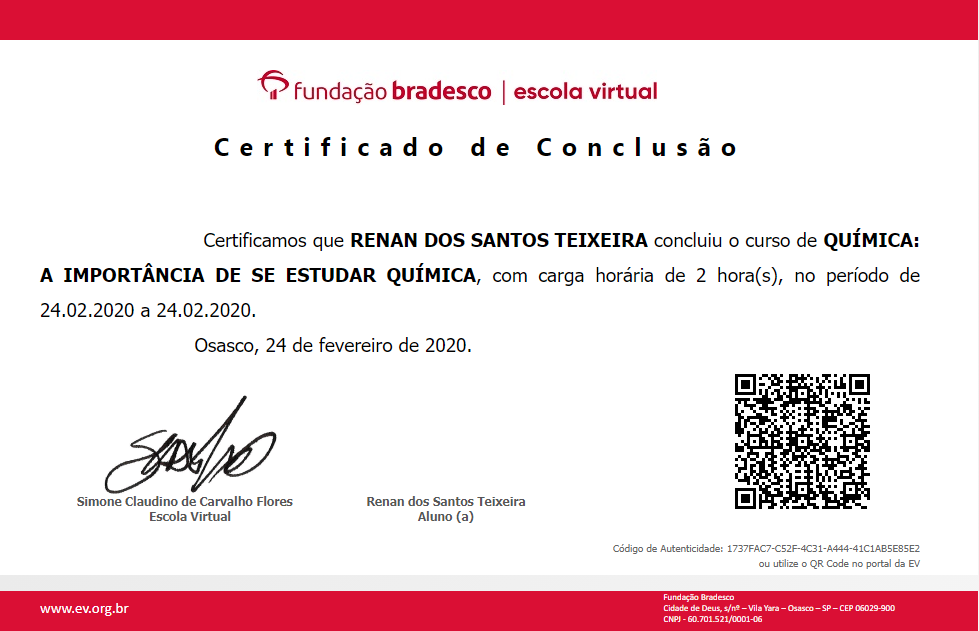 fundação bradesco | escola virtual
Certificado de Conclusão
Certificamos que RENAN DOS SANTOS TEIXEIRA concluiu o curso de QUÍMICA:
A IMPORTÂNCIA DE SE ESTUDAR QUÍMICA, com carga horária de 2 hora(s), no período de
24.02.2020 a 24.02.2020.
Osasco, 24 de fevereiro de 2020.
Simone Claudino de Carvalho Flores
Escola Virtual
Renan dos Santos Teixeira
Aluno (a)
Código de Autenticidade: 1737FAC7-C52F-4C31-A444-41C1AB5E85E2
ou utilize o QR Code no portal da EV
www.ev.org.br
Fundação Bradesco
Cidade de Deus, s/nº – Vila Yara – Osasco – SP – CEP 06029-900
CNPJ - 60.701.521/0001-06